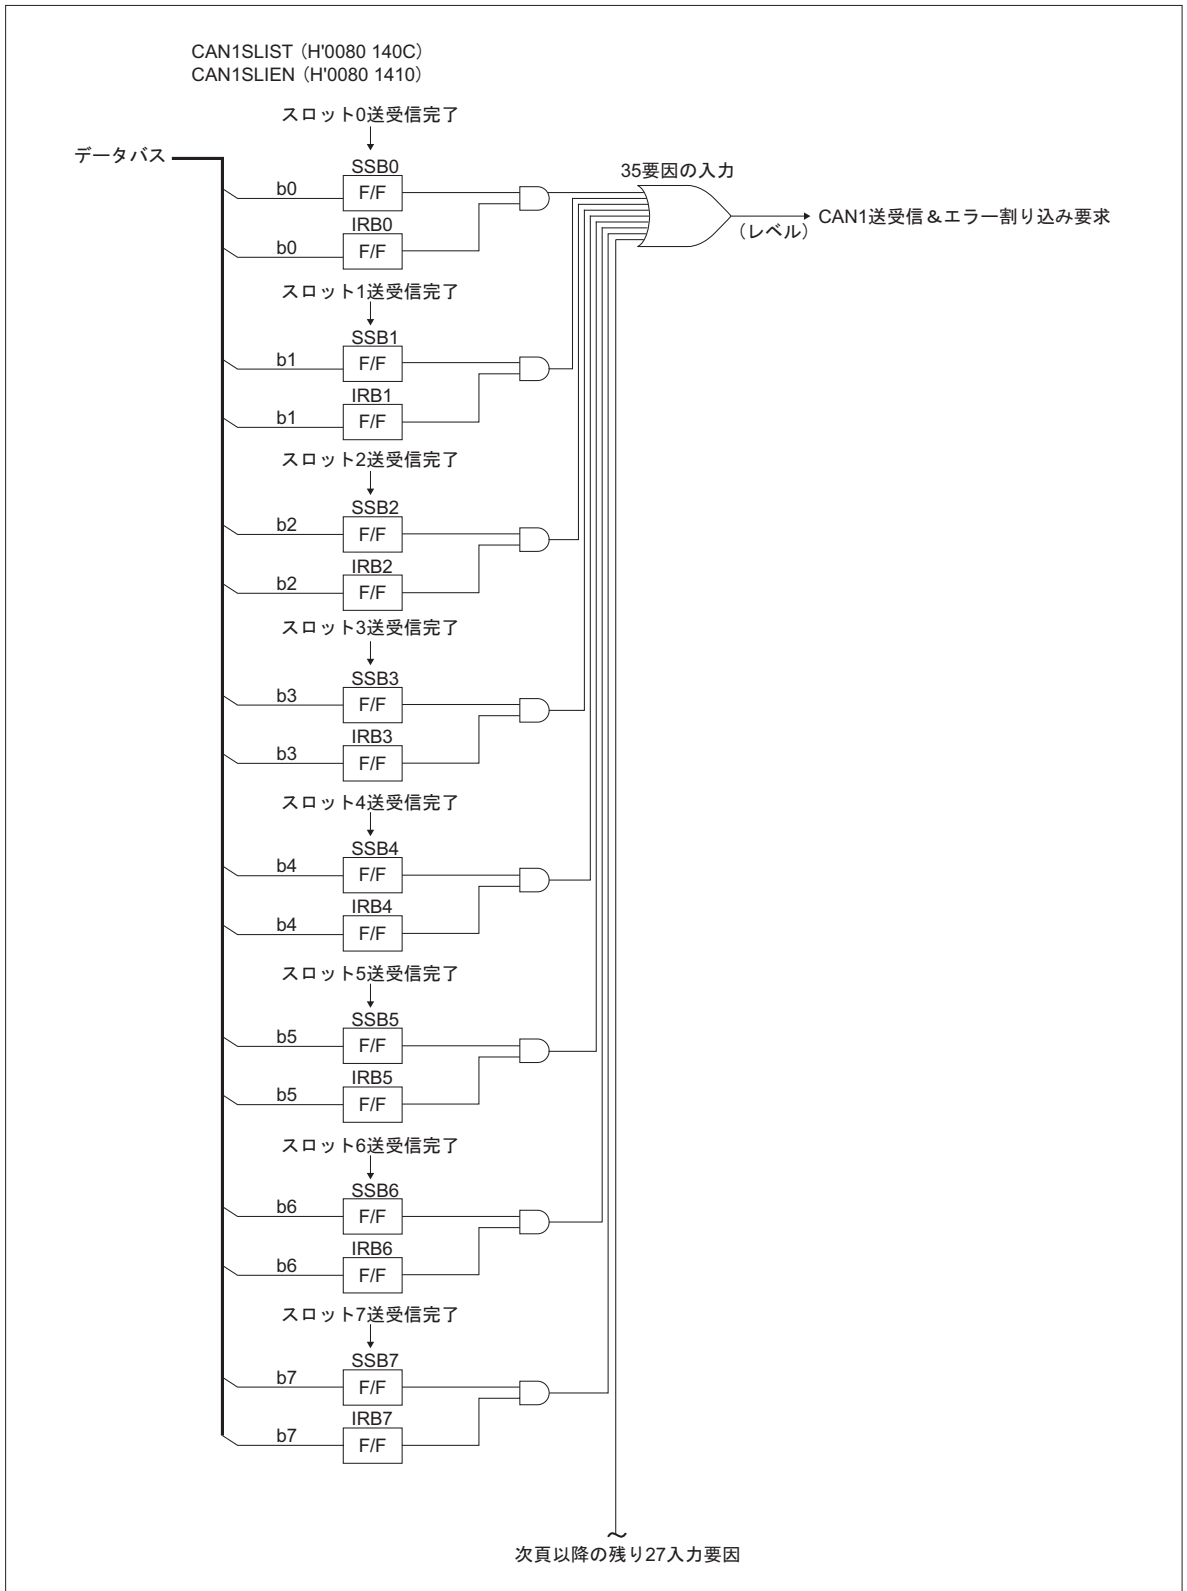 CAN1SLIST（H'0080 140C）
CAN1SLIEN（H'0080 1410）
スロット0送受信完了
データバス
SSB0
35要因の入力
b0
F/F
CAN1送受信＆エラー割り込み要求
（レベル）
IRB0
b0
F/F
スロット1送受信完了
SSB1
b1
F/F
IRB1
b1
F/F
スロット2送受信完了
SSB2
b2
F/F
IRB2
b2
F/F
スロット3送受信完了
SSB3
b3
F/F
IRB3
b3
F/F
スロット4送受信完了
SSB4
b4
F/F
IRB4
b4
F/F
スロット5送受信完了
SSB5
b5
F/F
IRB5
b5
F/F
スロット6送受信完了
SSB6
b6
F/F
IRB6
b6
F/F
スロット7送受信完了
SSB7
b7
F/F
IRB7
b7
F/F
次頁以降の残り27入力要因